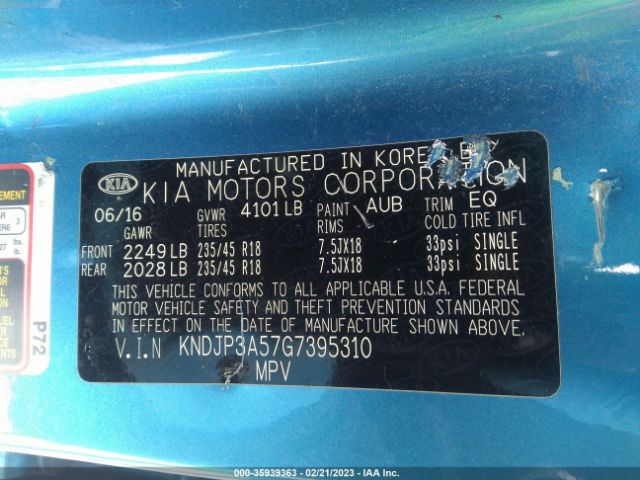 MANUFACTURED IN KOREA BY
KIA KIA MOTORS CORPORATION
06/16 GVWR 4101 LB PAINT AUB TRIM EQ
GAWR TIRES RIMS COLD TIRE INFL
FRONT 2249 LB 235/45 R18 7.5JX18 33psi SINGLE
REAR 2028 LB 235/45 R18 7.5JX18 33psi SINGLE
THIS VEHICLE CONFORMS TO ALL APPLICABLE U.S.A. FEDERAL
MOTOR VEHICLE SAFETY AND THEFT PREVENTION STANDARDS
IN EFFECT ON THE DATE OF MANUFACTURE SHOWN ABOVE.
V.I.N KNDJP3A57G7395310
MPV
P72
000-35939363 - 02/21/2023 - IAA Inc.